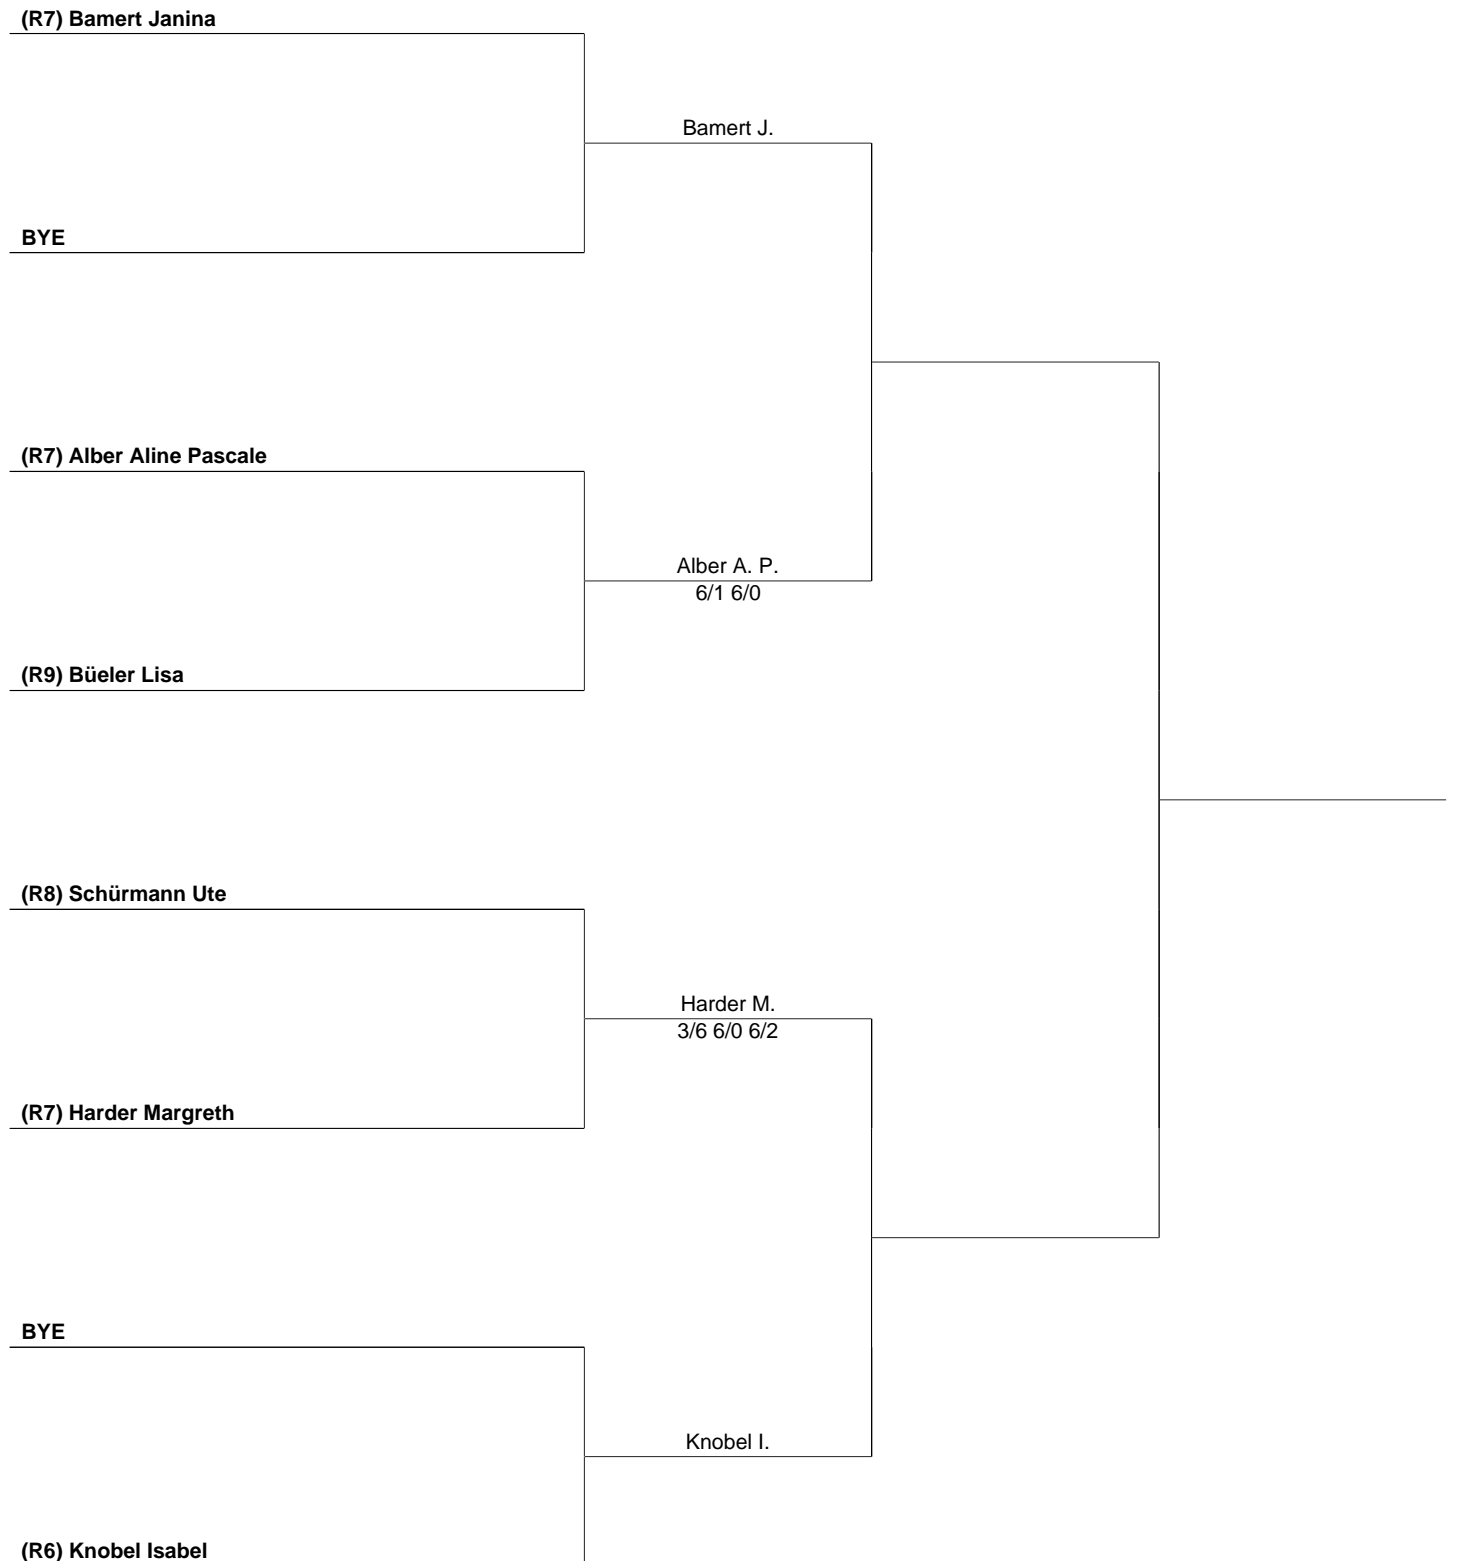 (R7) Bamert Janina
Bamert J.
BYE
(R7) Alber Aline Pascale
Alber A. P.
6/1 6/0
(R9) Büeler Lisa
(R8) Schürmann Ute
Harder M.
3/6 6/0 6/2
(R7) Harder Margreth
BYE
Knobel I.
(R6) Knobel Isabel